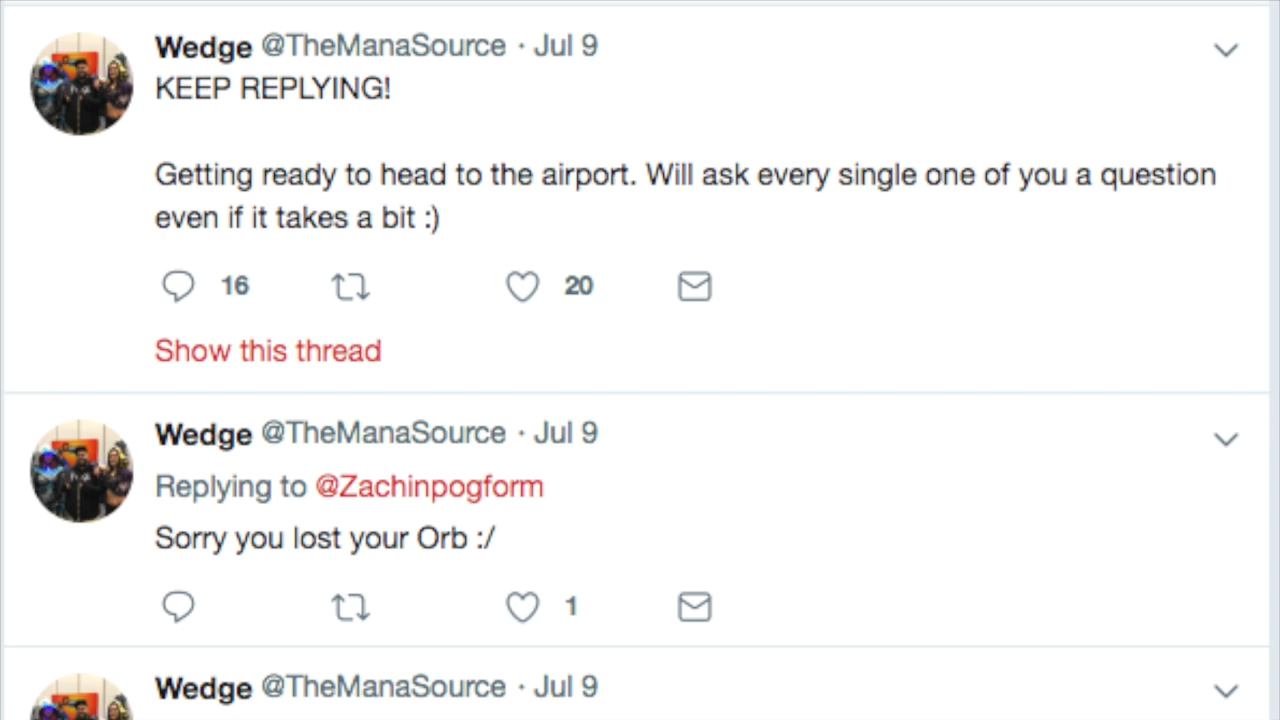 Wedge @TheManaSource · Jul 9
KEEP REPLYING!
Getting ready to head to the airport. Will ask every single one of you a question
even if it takes a bit :)
16 20
Show this thread
Wedge @TheManaSource · Jul 9
Replying to @Zachinpogform
Sorry you lost your Orb :/
1
Wedge @TheManaSource · Jul 9